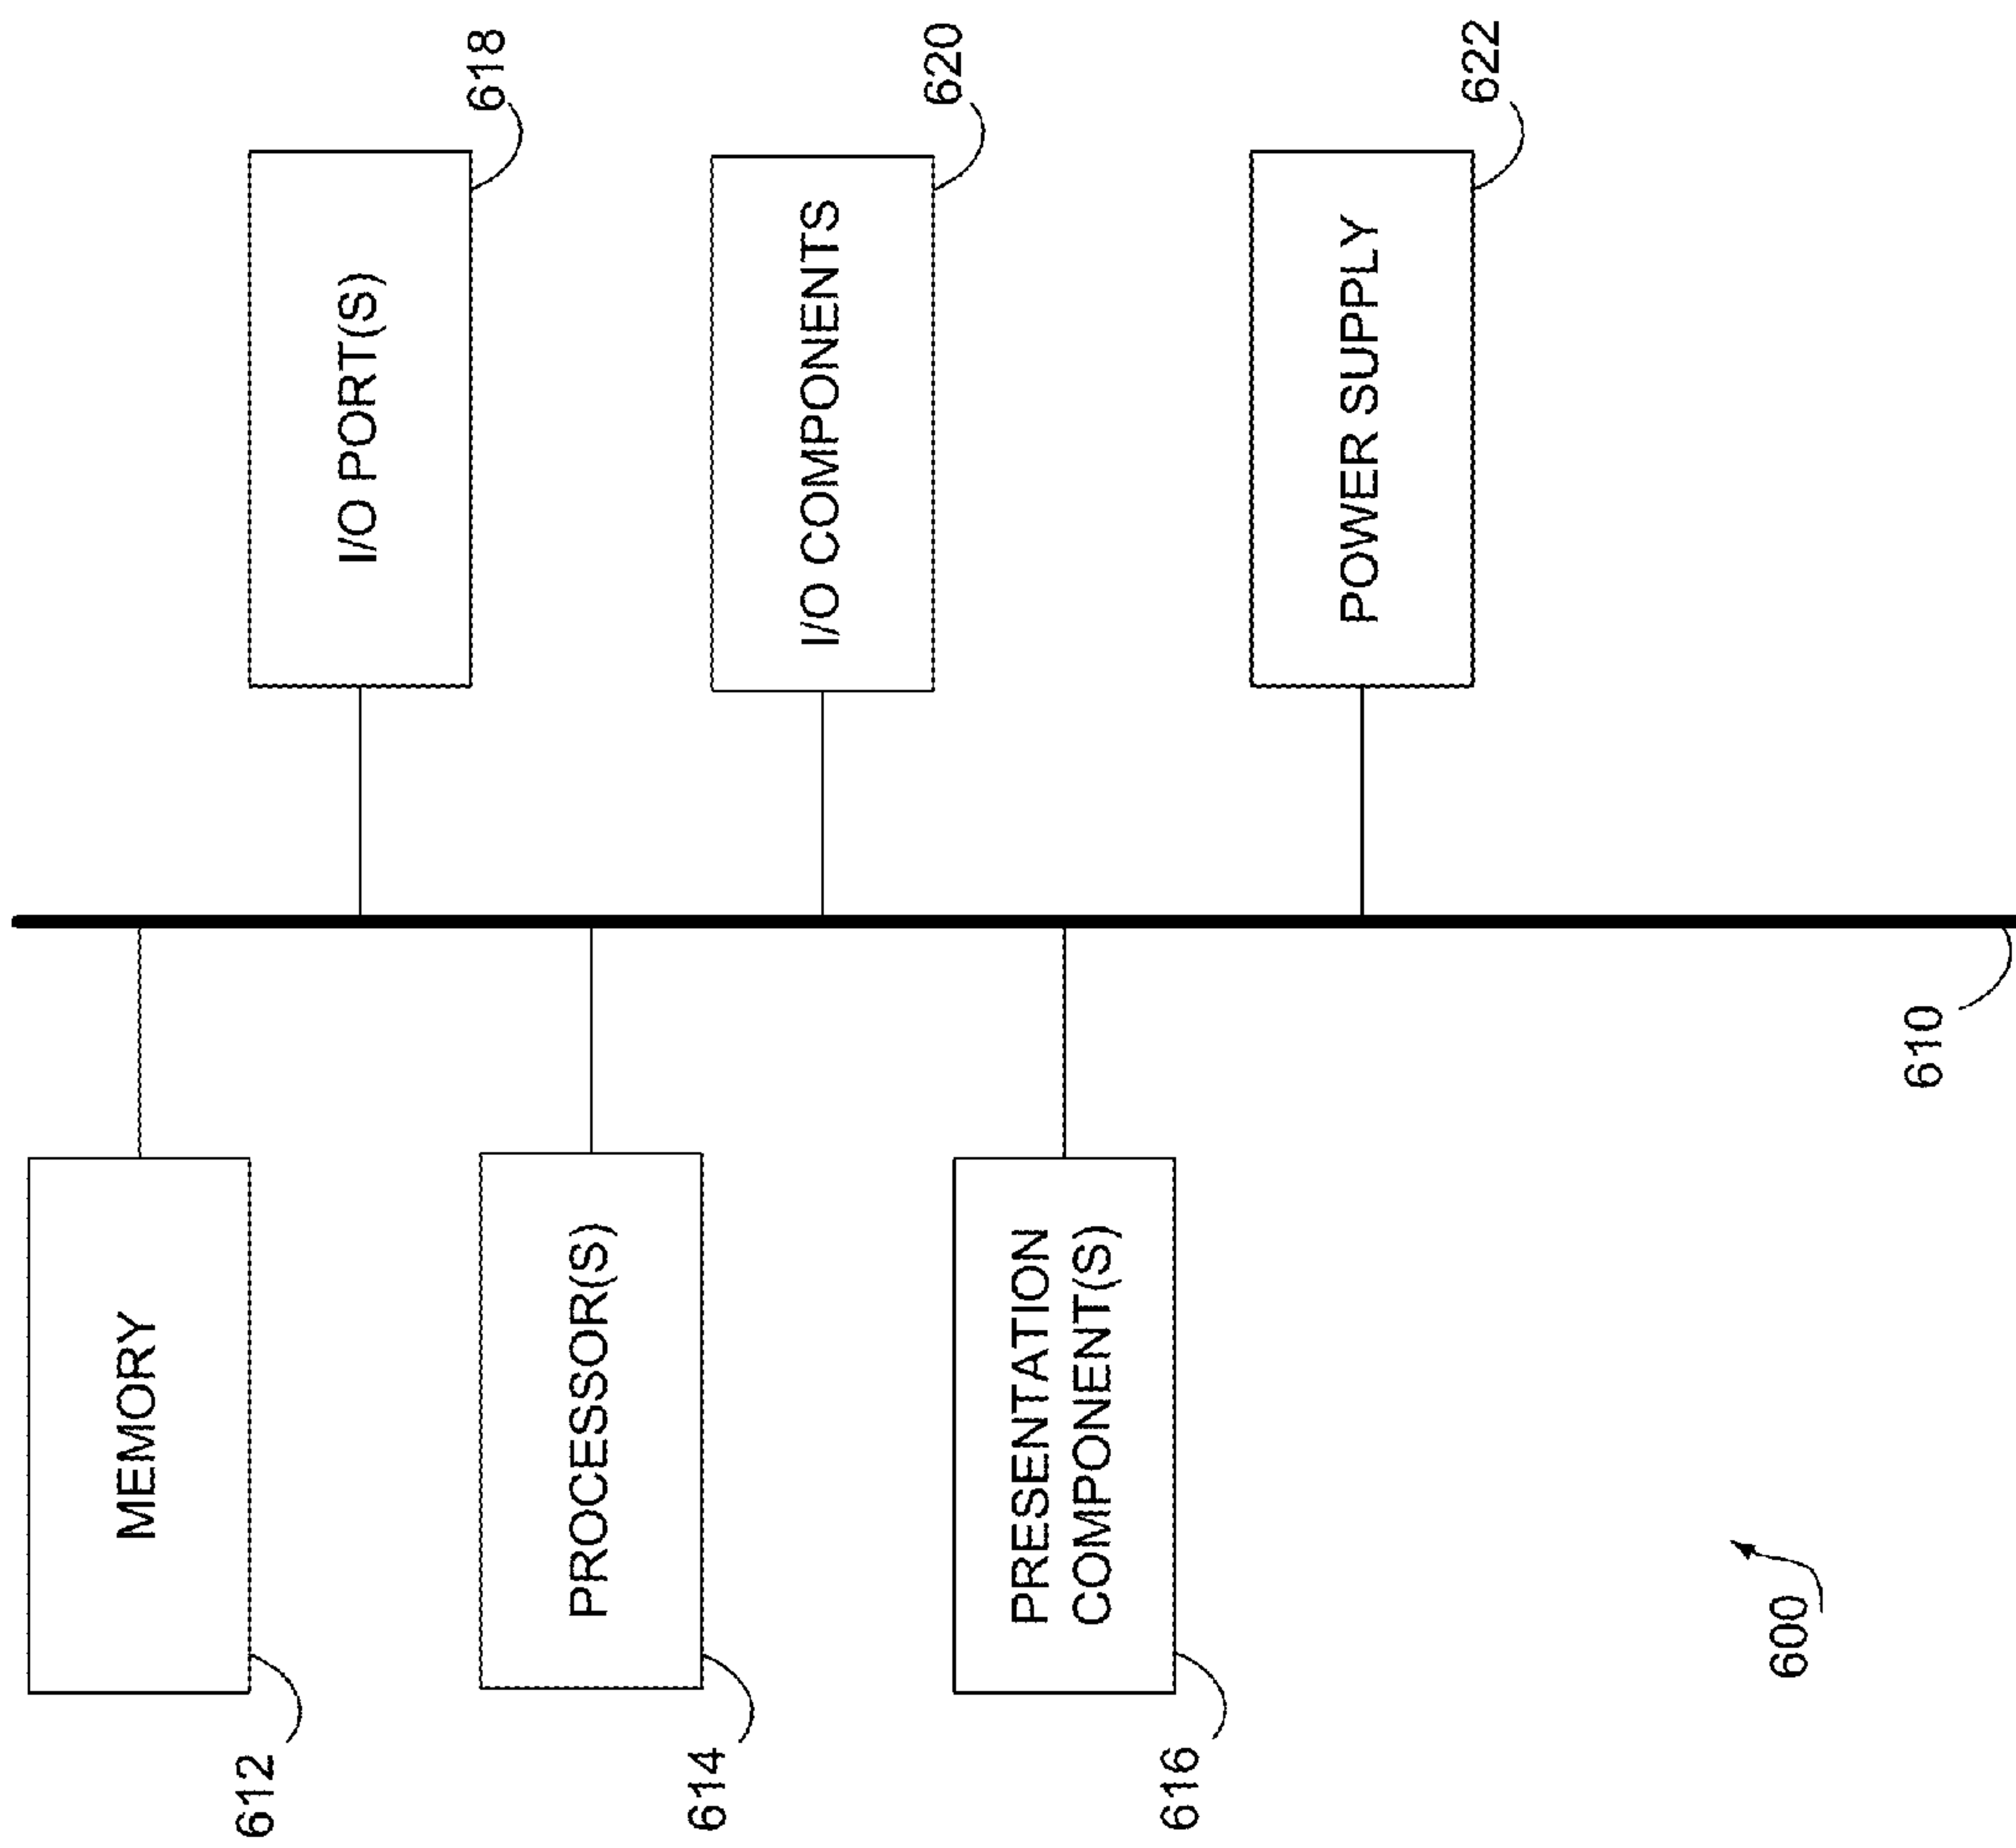 MEMORY
612
PROCESSOR(S)
614
PRESENTATION
COMPONENT(S)
616
600
I/O PORT(S)
618
I/O COMPONENTS
620
POWER SUPPLY
622
610